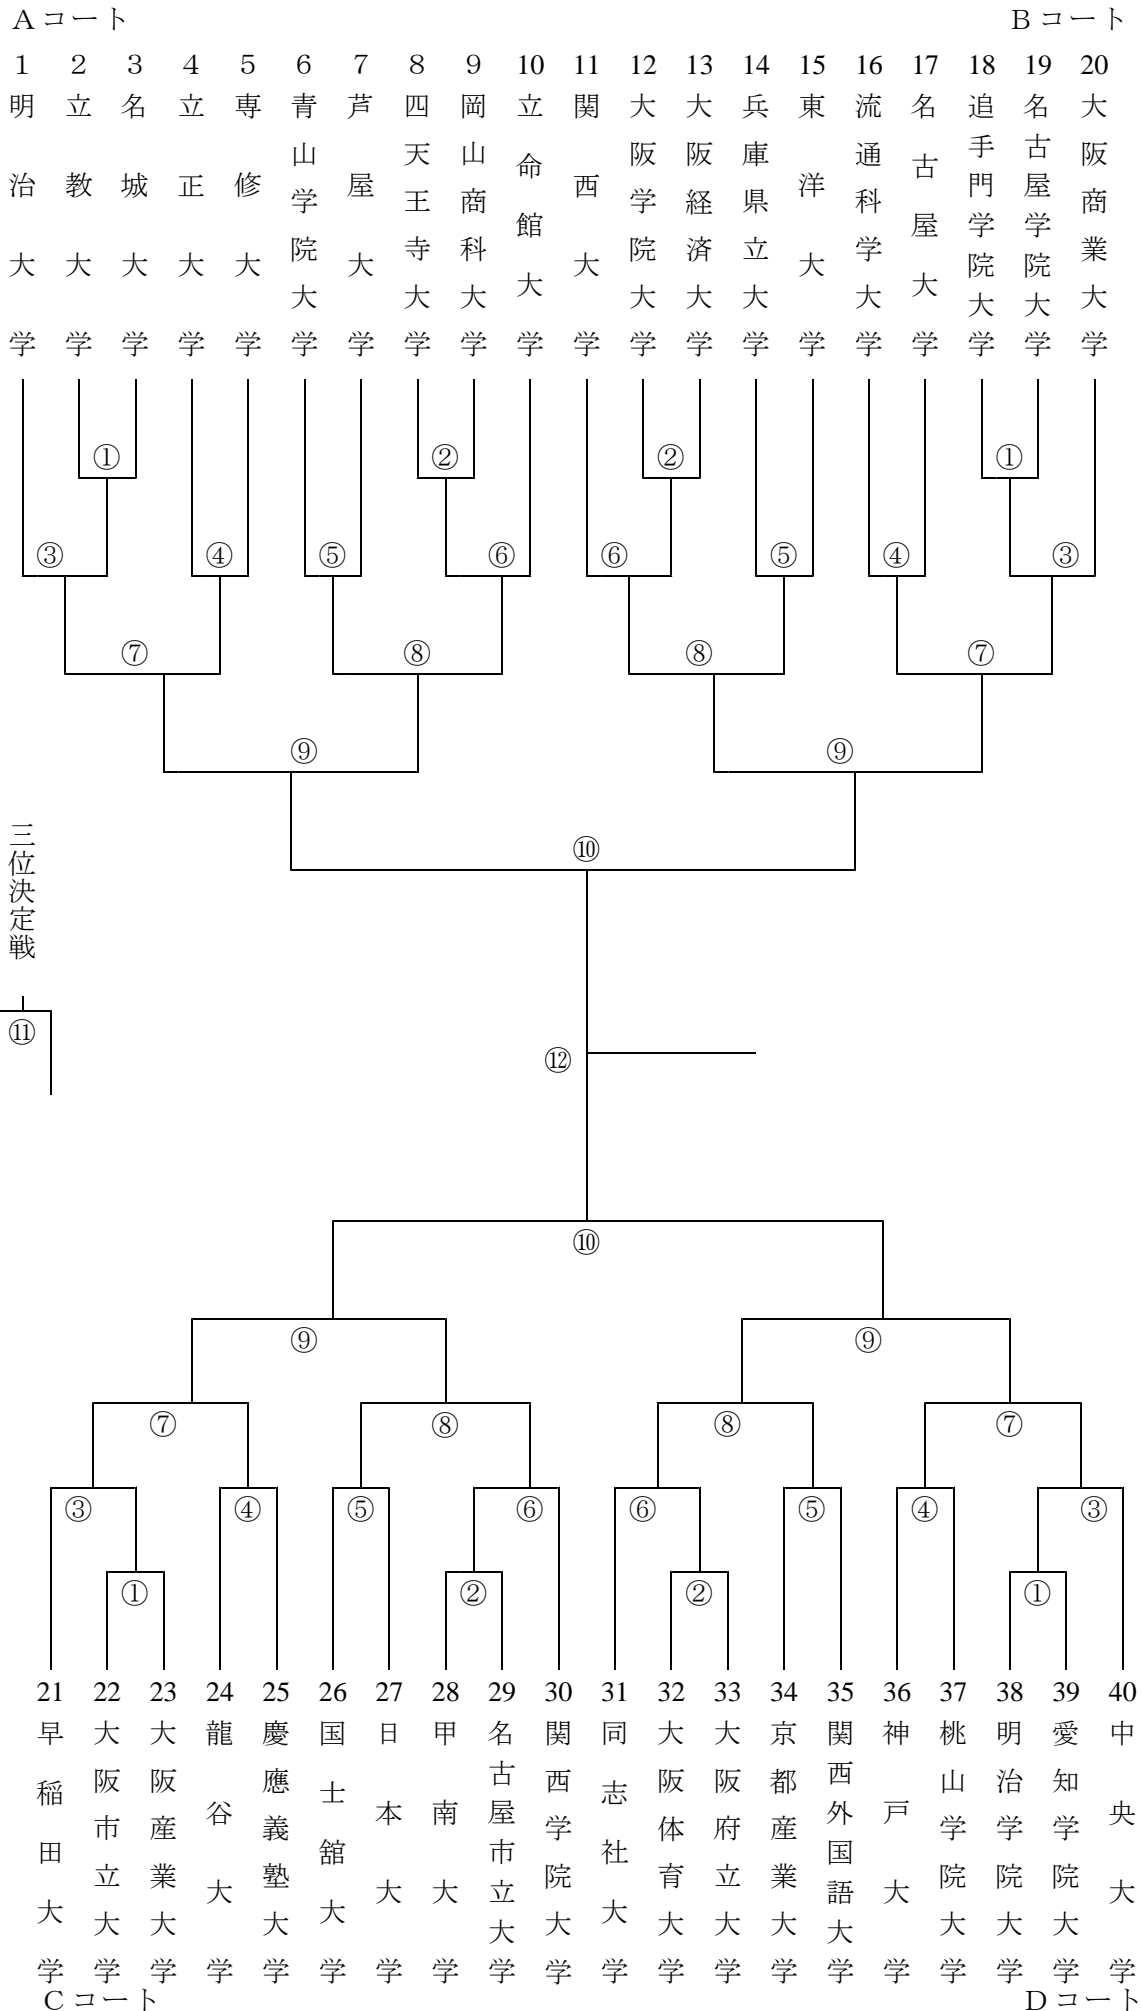 Aコート
Bコート
1 2 3 4 5 6 7 8 9 10 11 12 13 14 15 16 17 18 19 20
明治大学
立教大学
名城大学
立正大学
専修大学
青山学院大学
芦屋大学
四天王寺大学
岡山商科大学
立命館大学
関西大学
大阪学院大学
大阪経済大学
兵庫県立大学
東洋大学
流通科学大学
名古屋大学
追手門学院大学
名古屋学院大学
大阪商業大学
① ② ② ①
③ ④ ⑤ ⑥ ⑥ ⑤ ④ ③
⑦ ⑧ ⑧ ⑦
⑨ ⑨
⑩
三位決定戦
⑪
⑫
⑩
⑨ ⑨
⑦ ⑧ ⑧ ⑦
③ ④ ⑤ ⑥ ⑥ ⑤ ④ ③
① ② ② ①
21 22 23 24 25 26 27 28 29 30 31 32 33 34 35 36 37 38 39 40
早稲田大学
大阪市立大学
大阪産業大学
龍谷大学
慶應義塾大学
国士舘大学
日本大学
甲南大学
名古屋市立大学
関西学院大学
同志社大学
大阪体育大学
大阪府立大学
京都産業大学
関西外国語大学
神戸大学
桃山学院大学
明治学院大学
愛知学院大学
中央大学
Cコート
Dコート